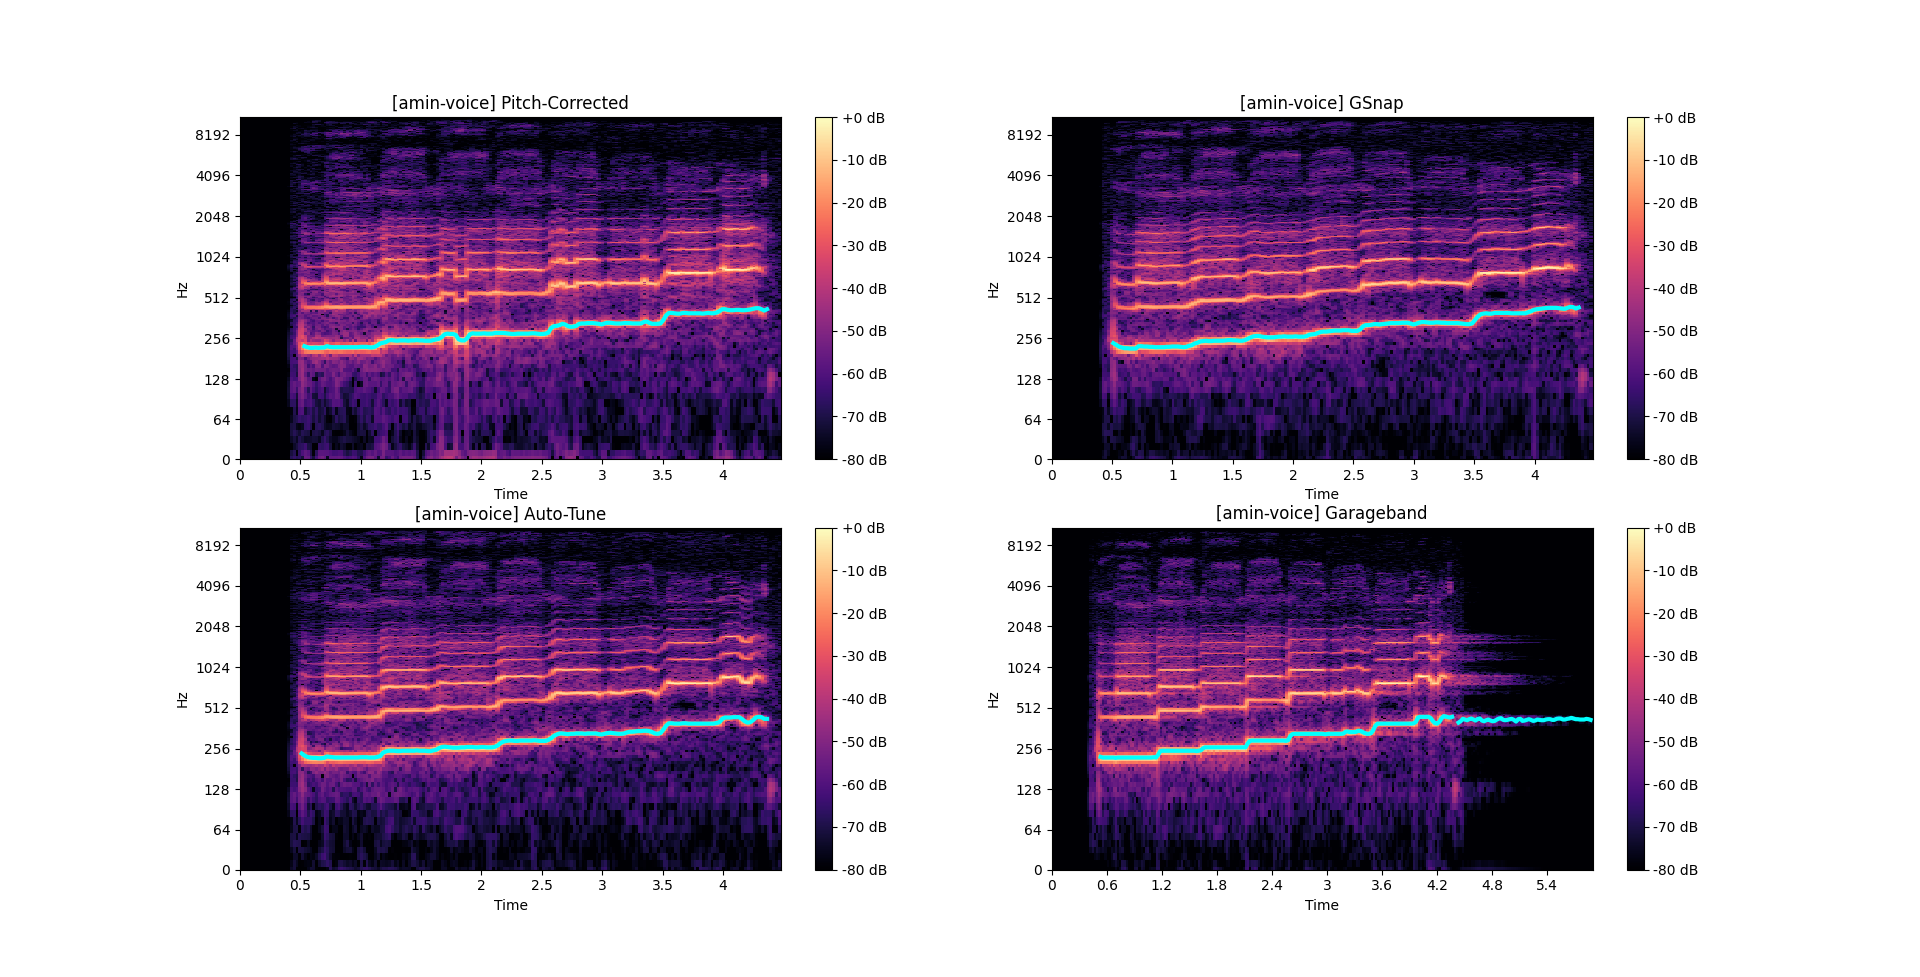 [amin-voice] Pitch-Corrected
8192
4096
2048
1024
512
256
128
64
0
Hz
0 0.5 1 1.5 2 2.5 3 3.5 4
Time
+0 dB
-10 dB
-20 dB
-30 dB
-40 dB
-50 dB
-60 dB
-70 dB
-80 dB
[amin-voice] GSnap
8192
4096
2048
1024
512
256
128
64
0
Hz
0 0.5 1 1.5 2 2.5 3 3.5 4
Time
+0 dB
-10 dB
-20 dB
-30 dB
-40 dB
-50 dB
-60 dB
-70 dB
-80 dB
[amin-voice] Auto-Tune
8192
4096
2048
1024
512
256
128
64
0
Hz
0 0.5 1 1.5 2 2.5 3 3.5 4
Time
+0 dB
-10 dB
-20 dB
-30 dB
-40 dB
-50 dB
-60 dB
-70 dB
-80 dB
[amin-voice] Garageband
8192
4096
2048
1024
512
256
128
64
0
Hz
0 0.6 1.2 1.8 2.4 3 3.6 4.2 4.8 5.4
Time
+0 dB
-10 dB
-20 dB
-30 dB
-40 dB
-50 dB
-60 dB
-70 dB
-80 dB